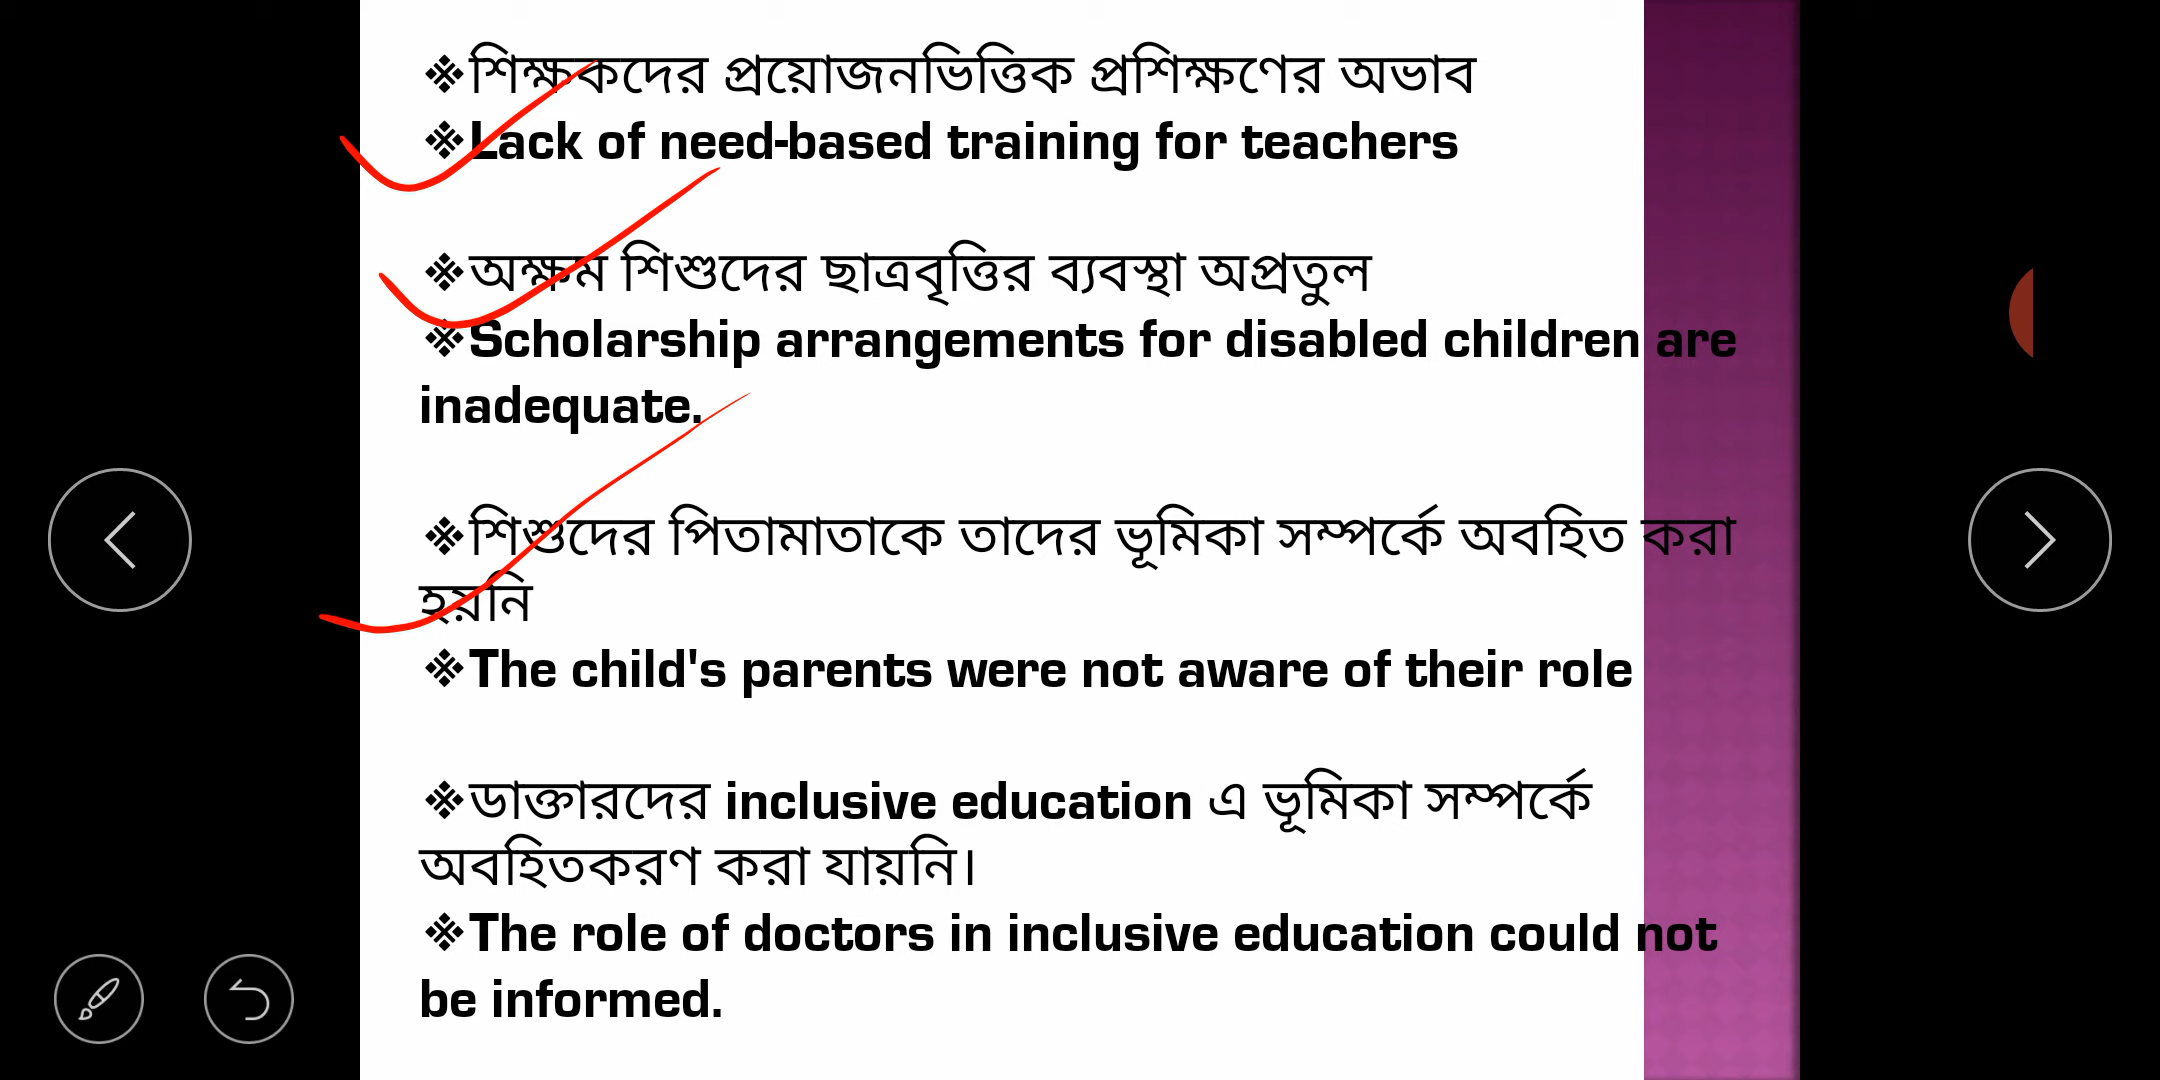 ❖শিক্ষকদের প্রয়োজনভিত্তিক প্রশিক্ষণের অভাব
❖Lack of need-based training for teachers
❖অক্ষম শিশুদের ছাত্রবৃত্তির ব্যবস্থা অপ্রতুল
❖Scholarship arrangements for disabled children are
inadequate.
❖শিশুদের পিতামাতাকে তাদের ভূমিকা সম্পর্কে অবহিত করা
হয়নি
❖The child's parents were not aware of their role
❖ডাক্তারদের inclusive education এ ভূমিকা সম্পর্কে
অবহিতকরণ করা যায়নি।
❖The role of doctors in inclusive education could not
be informed.